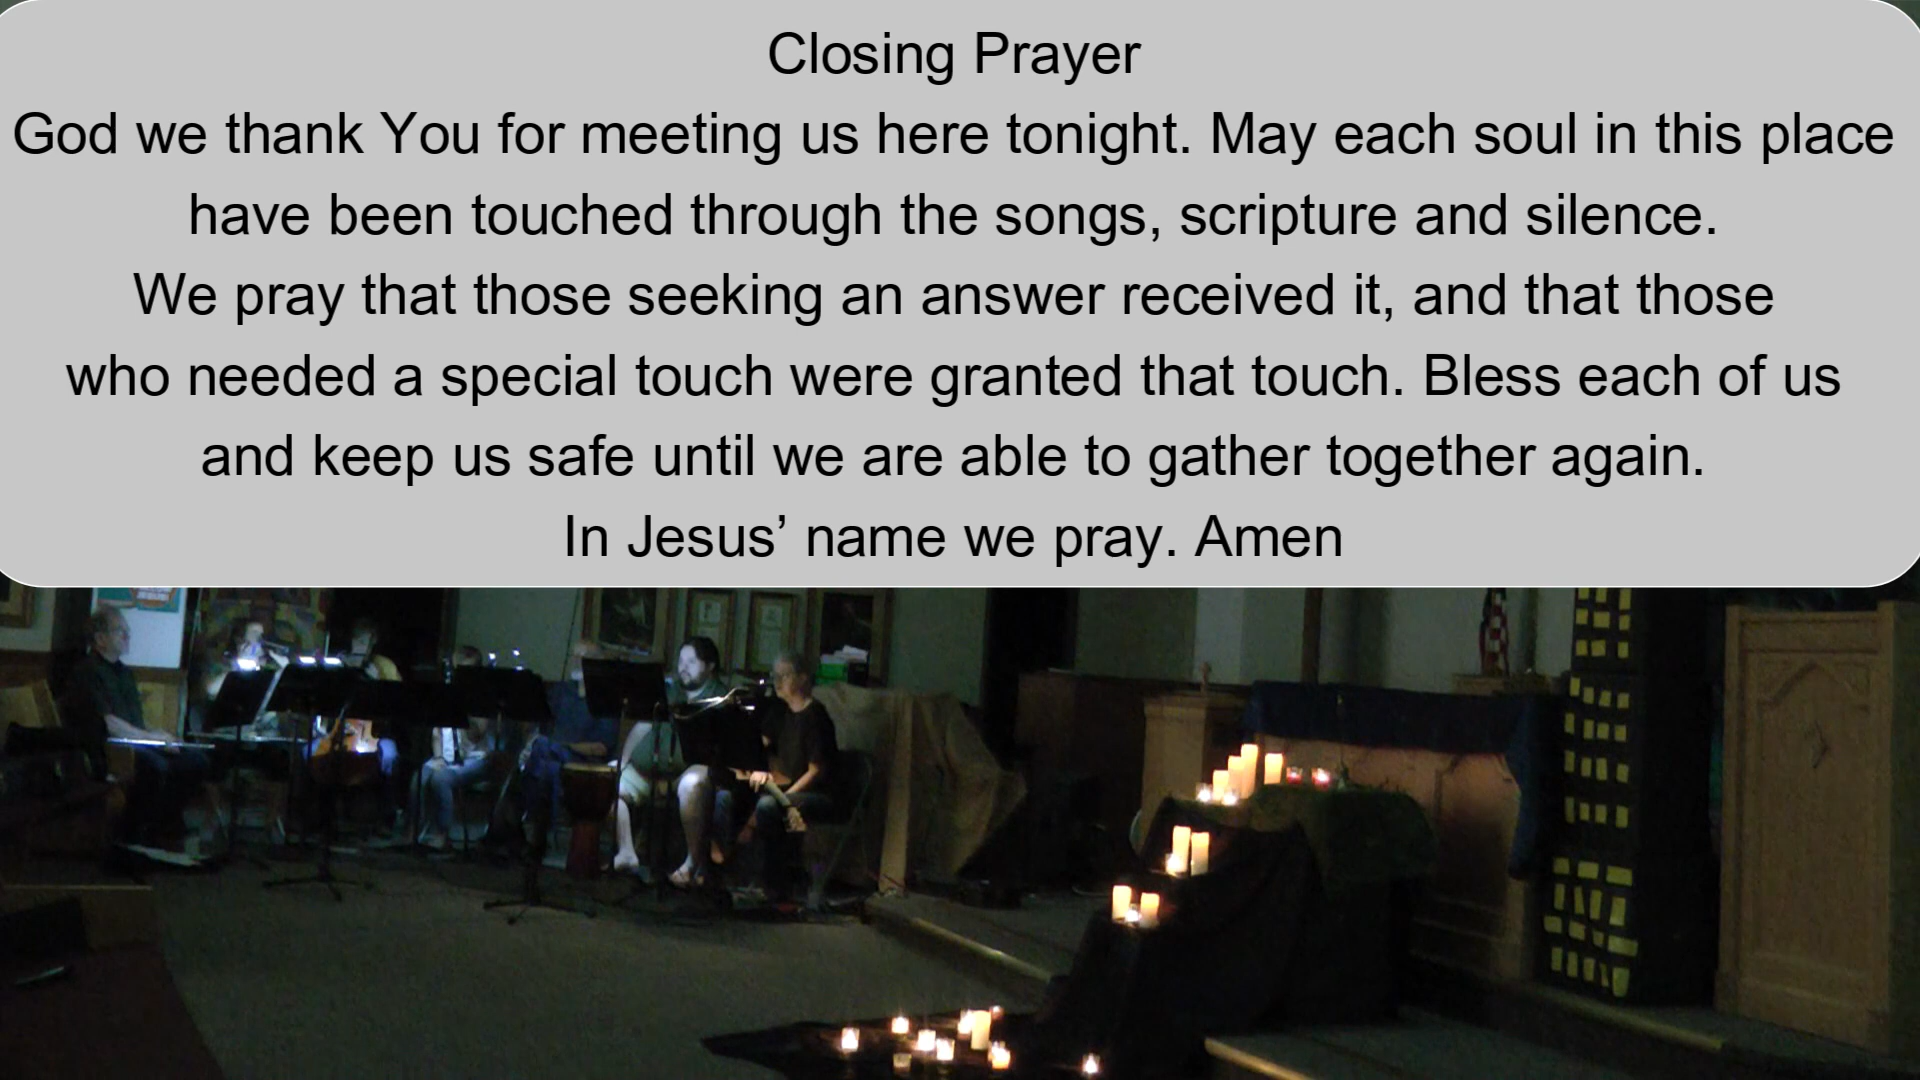 Closing Prayer
God we thank You for meeting us here tonight. May each soul in this place
have been touched through the songs, scripture and silence.
We pray that those seeking an answer received it, and that those
who needed a special touch were granted that touch. Bless each of us
and keep us safe until we are able to gather together again.
In Jesus’ name we pray. Amen